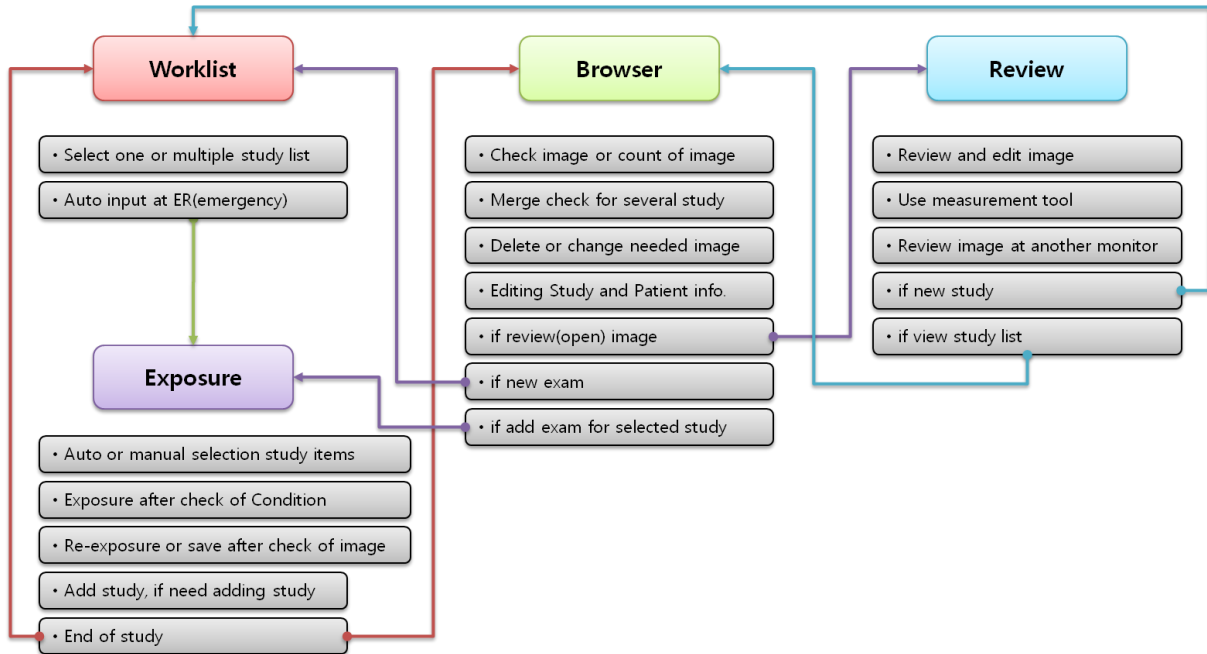 Worklist
• Select one or multiple study list
• Auto input at ER(emergency)
Exposure
• Auto or manual selection study items
• Exposure after check of Condition
• Re-exposure or save after check of image
• Add study, if need adding study
• End of study
Browser
• Check image or count of image
• Merge check for several study
• Delete or change needed image
• Editing Study and Patient info.
• if review(open) image
• if new exam
• if add exam for selected study
Review
• Review and edit image
• Use measurement tool
• Review image at another monitor
• if new study
• if view study list